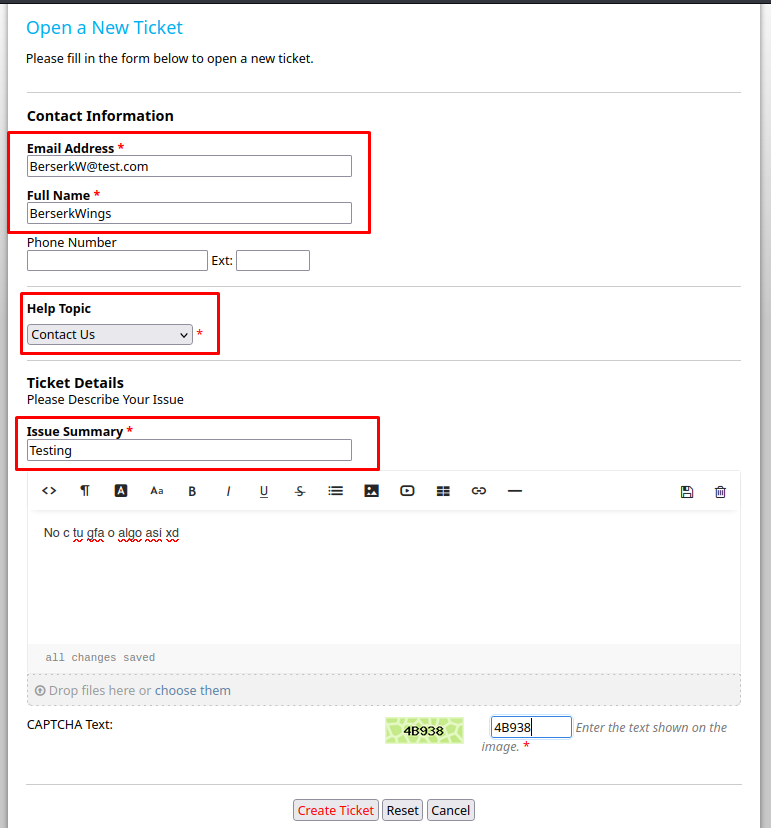 Open a New Ticket
Please fill in the form below to open a new ticket.
Contact Information
Email Address *
BerserkW@test.com
Full Name *
BerserkWings
Phone Number
Ext:
Help Topic
Contact Us *
Ticket Details
Please Describe Your Issue
Issue Summary *
Testing
<> ¶ A Aa B I U S
No c tu gfa o algo asi xd
all changes saved
Drop files here or choose them
CAPTCHA Text: 4B938 4B938 Enter the text shown on the
image. *
Create Ticket Reset Cancel